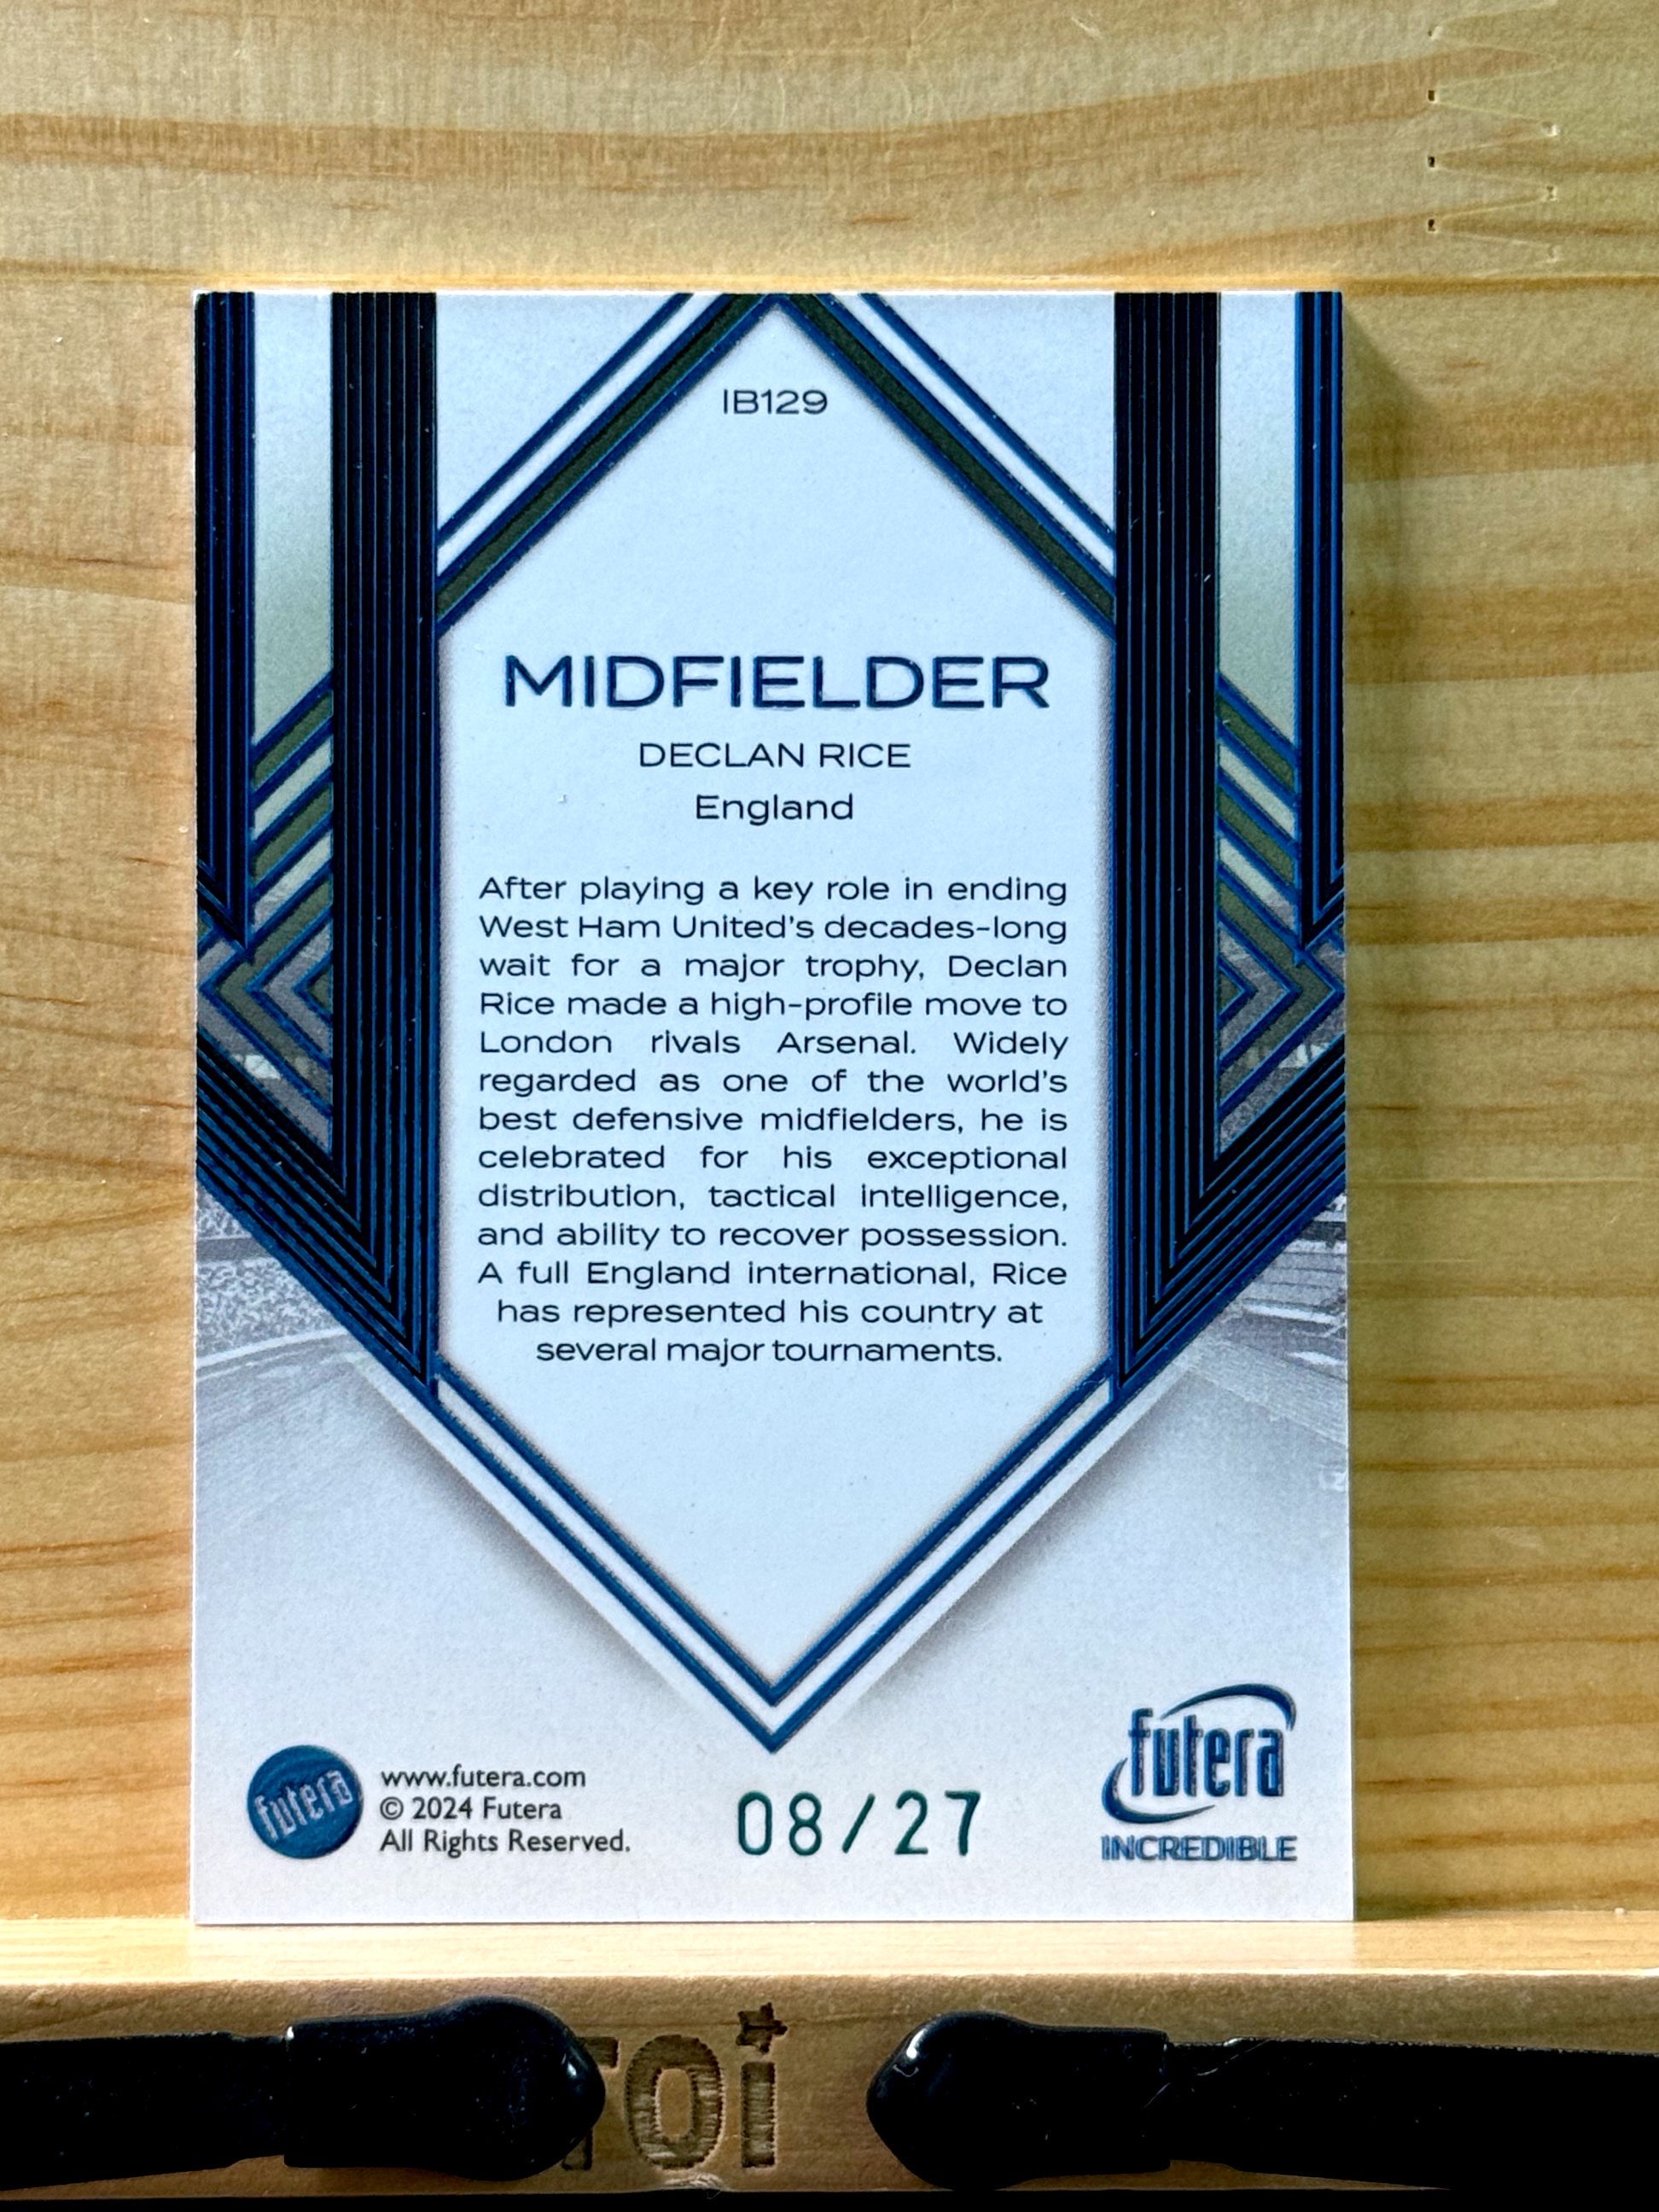 IB129
MIDFIELDER
DECLAN RICE
England
After playing a key role in ending
West Ham United's decades-long
wait for a major trophy, Declan
Rice made a high-profile move to
London rivals Arsenal. Widely
regarded as one of the world's
best defensive midfielders, he is
celebrated for his exceptional
distribution, tactical intelligence,
and ability to recover possession.
A full England international, Rice
has represented his country at
several major tournaments.
futera
www.futera.com
© 2024 Futera
All Rights Reserved.
08/27
futera
INCREDIBLE